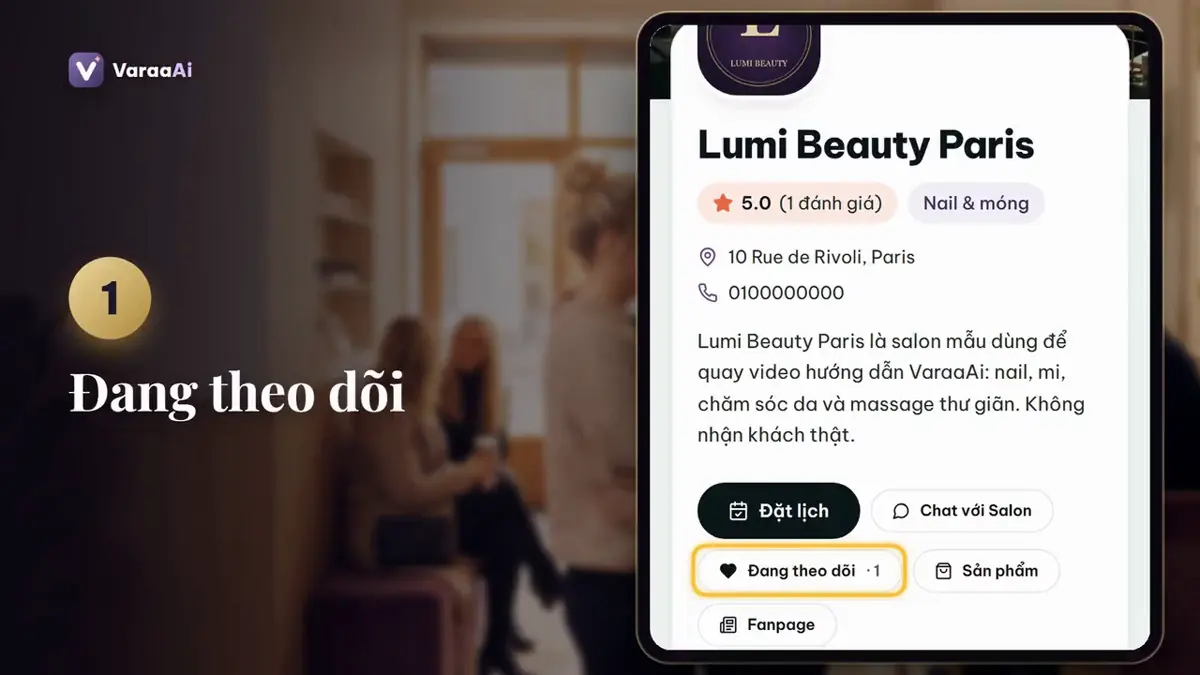 VaraaAi
1
Đang theo dõi
LUMI BEAUTY
Lumi Beauty Paris
5.0 (1 đánh giá)
Nail & móng
10 Rue de Rivoli, Paris
0100000000
Lumi Beauty Paris là salon mẫu dùng để
quay video hướng dẫn VaraaAi: nail, mi,
chăm sóc da và massage thư giãn. Không
nhận khách thật.
Đặt lịch
Chat với Salon
Đang theo dõi · 1
Sản phẩm
Fanpage